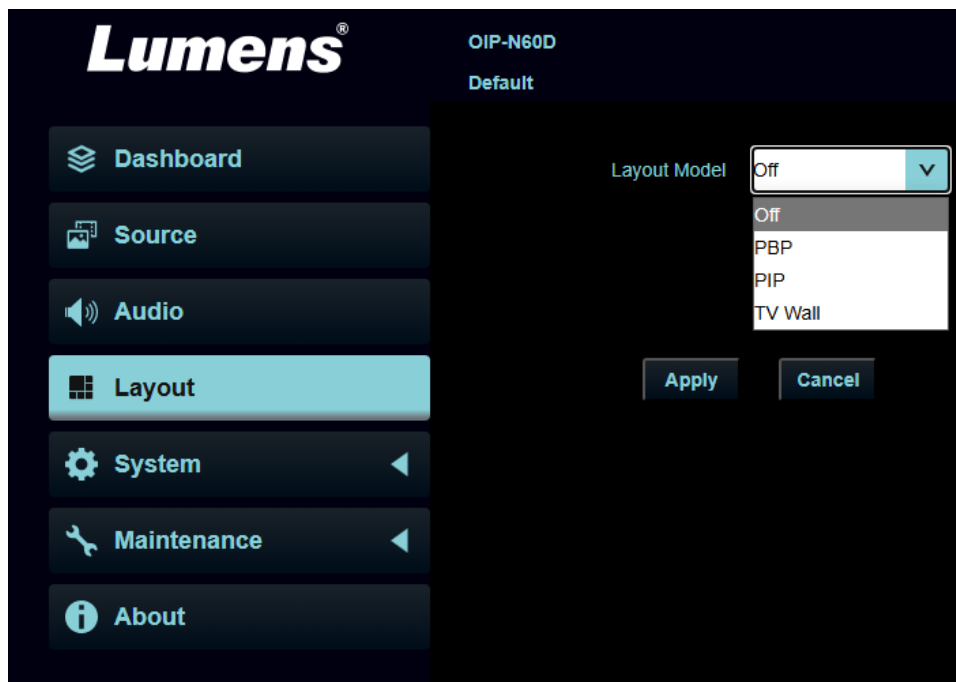 Lumens®
OIP-N60D
Default
Dashboard
Source
Audio
Layout
System
Maintenance
About
Layout Model
Off
Off
PBP
PIP
TV Wall
Apply
Cancel